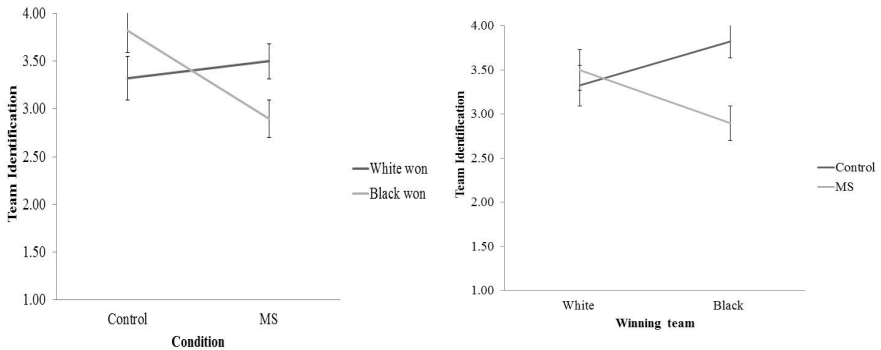 4.00
3.50
3.00
2.50
2.00
1.50
1.00
Team Identification
Control
MS
Condition
White won
Black won
4.00
3.50
3.00
2.50
2.00
1.50
1.00
Team Identification
White
Black
Winning team
Control
MS